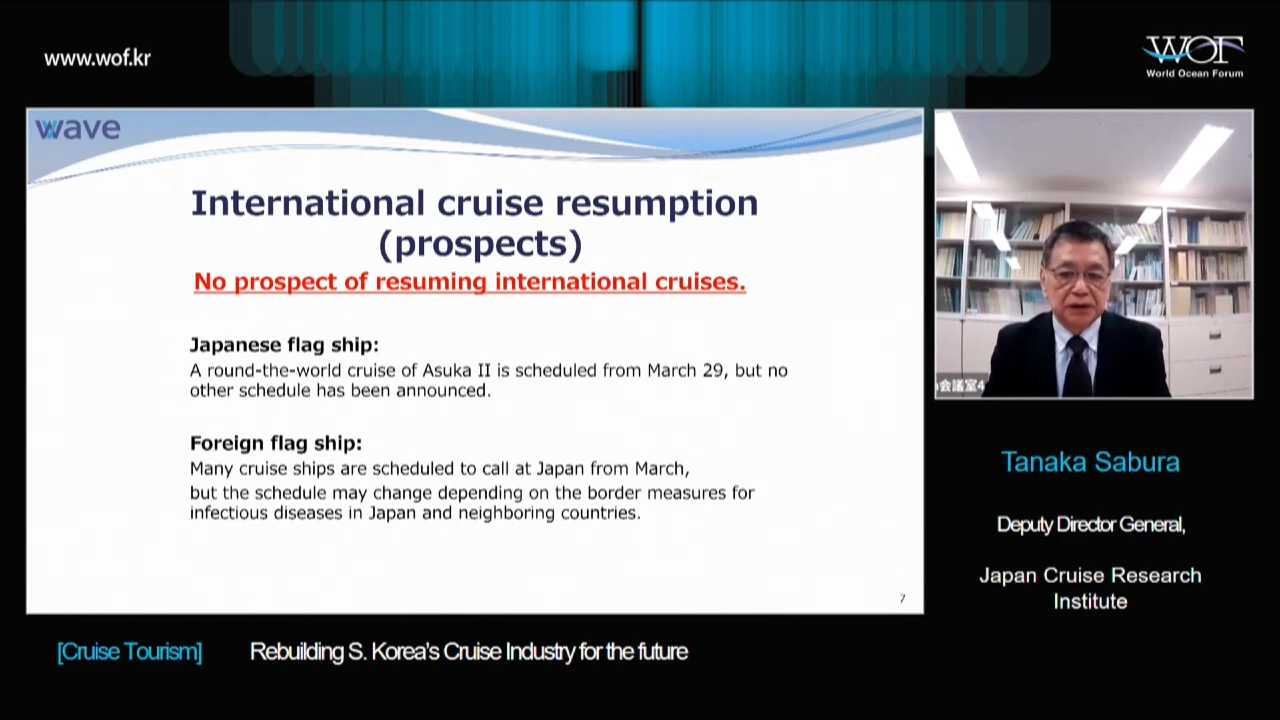 www.wof.kr
WOF
World Ocean Forum
wave
International cruise resumption
(prospects)
No prospect of resuming international cruises.
Japanese flag ship:
A round-the-world cruise of Asuka II is scheduled from March 29, but no
other schedule has been announced.
Foreign flag ship:
Many cruise ships are scheduled to call at Japan from March,
but the schedule may change depending on the border measures for
infectious diseases in Japan and neighboring countries.
7
会議室4
Tanaka Sabura
Deputy Director General,
Japan Cruise Research
Institute
[Cruise Tourism] Rebuilding S. Korea's Cruise Industry for the future